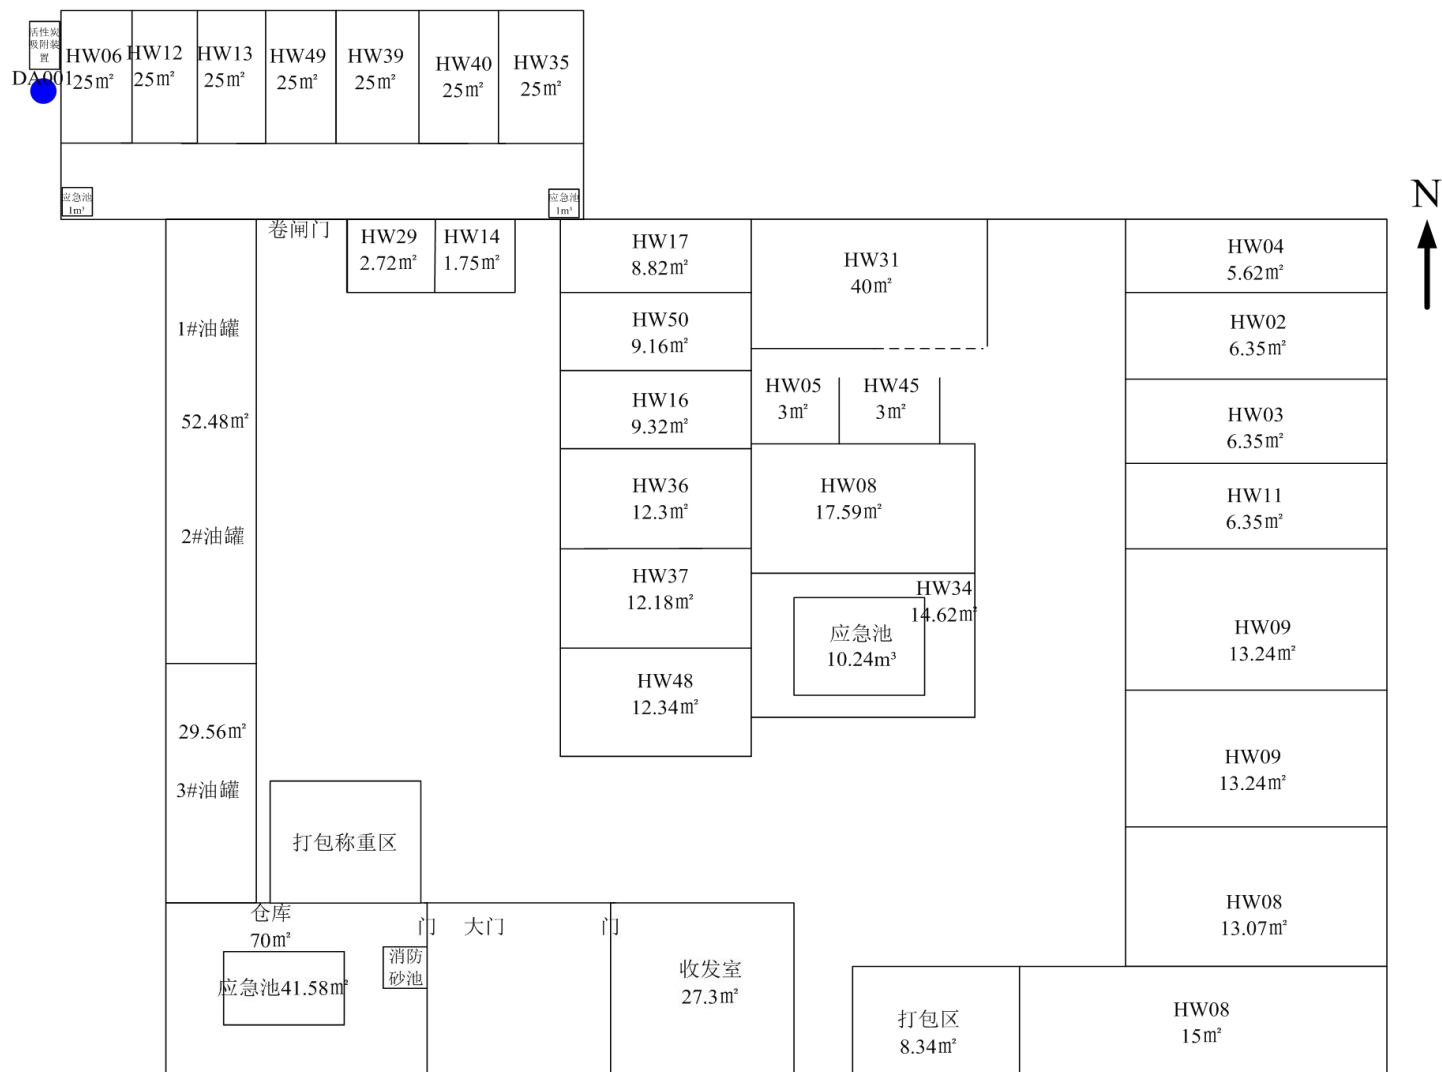 活性炭
吸附装
置
DA001
HW06
25㎡
HW12
25㎡
HW13
25㎡
HW49
25㎡
HW39
25㎡
HW40
25㎡
HW35
25㎡
应急池
1m³
应急池
1m³
N
卷闸门
HW29
2.72㎡
HW14
1.75㎡
HW17
8.82㎡
HW31
40㎡
HW04
5.62㎡
1#油罐
HW50
9.16㎡
HW02
6.35㎡
52.48㎡
HW16
9.32㎡
HW05
3㎡
HW45
3㎡
HW03
6.35㎡
2#油罐
HW36
12.3㎡
HW08
17.59㎡
HW11
6.35㎡
HW37
12.18㎡
HW34
14.62㎡
应急池
10.24m³
HW09
13.24㎡
HW48
12.34㎡
29.56㎡
3#油罐
HW09
13.24㎡
打包称重区
HW08
13.07㎡
仓库
70㎡
门
大门
门
消防
砂池
应急池41.58㎡
收发室
27.3㎡
打包区
8.34㎡
HW08
15㎡